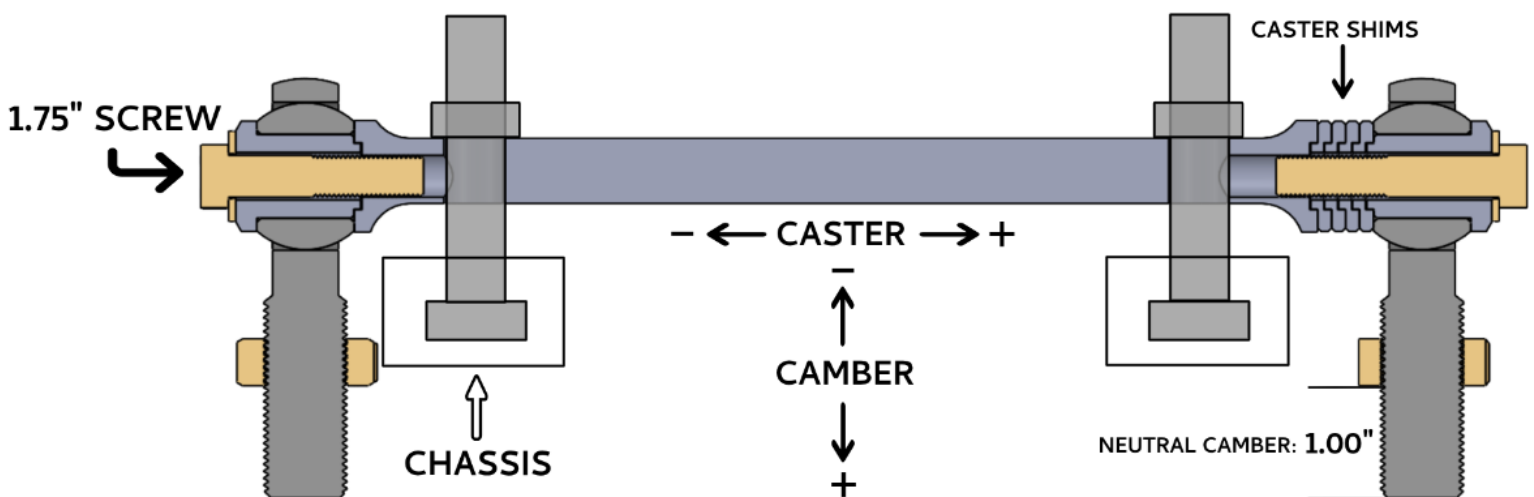 CASTER SHIMS
1.75" SCREW
- CASTER +
-
CAMBER
+
NEUTRAL CAMBER: 1.00"
CHASSIS